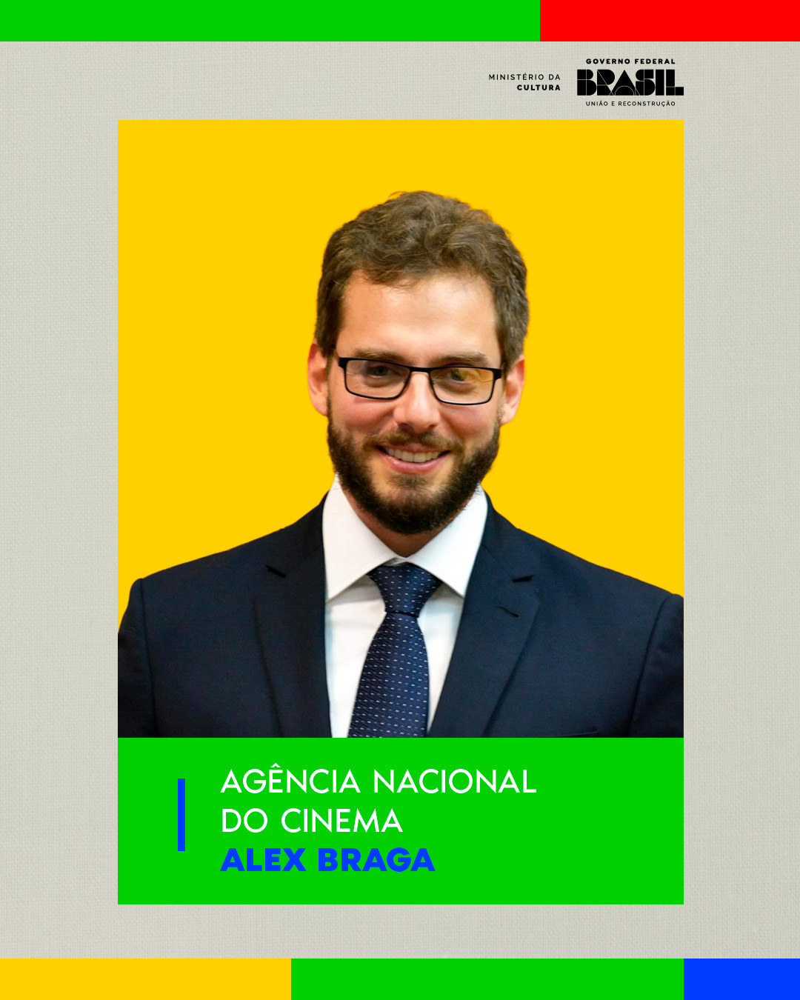 MINISTÉRIO DA
CULTURA
GOVERNO FEDERAL
BRASIL
UNIÃO E RECONSTRUÇÃO
AGÊNCIA NACIONAL
DO CINEMA
ALEX BRAGA